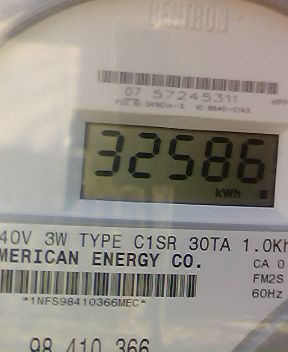 CENTRON®
07 57245311
32586
kWh
40V 3W TYPE C1SR 30TA 1.0Kh
MERICAN ENERGY CO.
CA 0
FM2S
60Hz
*1NFS98410366MEC*
98 410 366